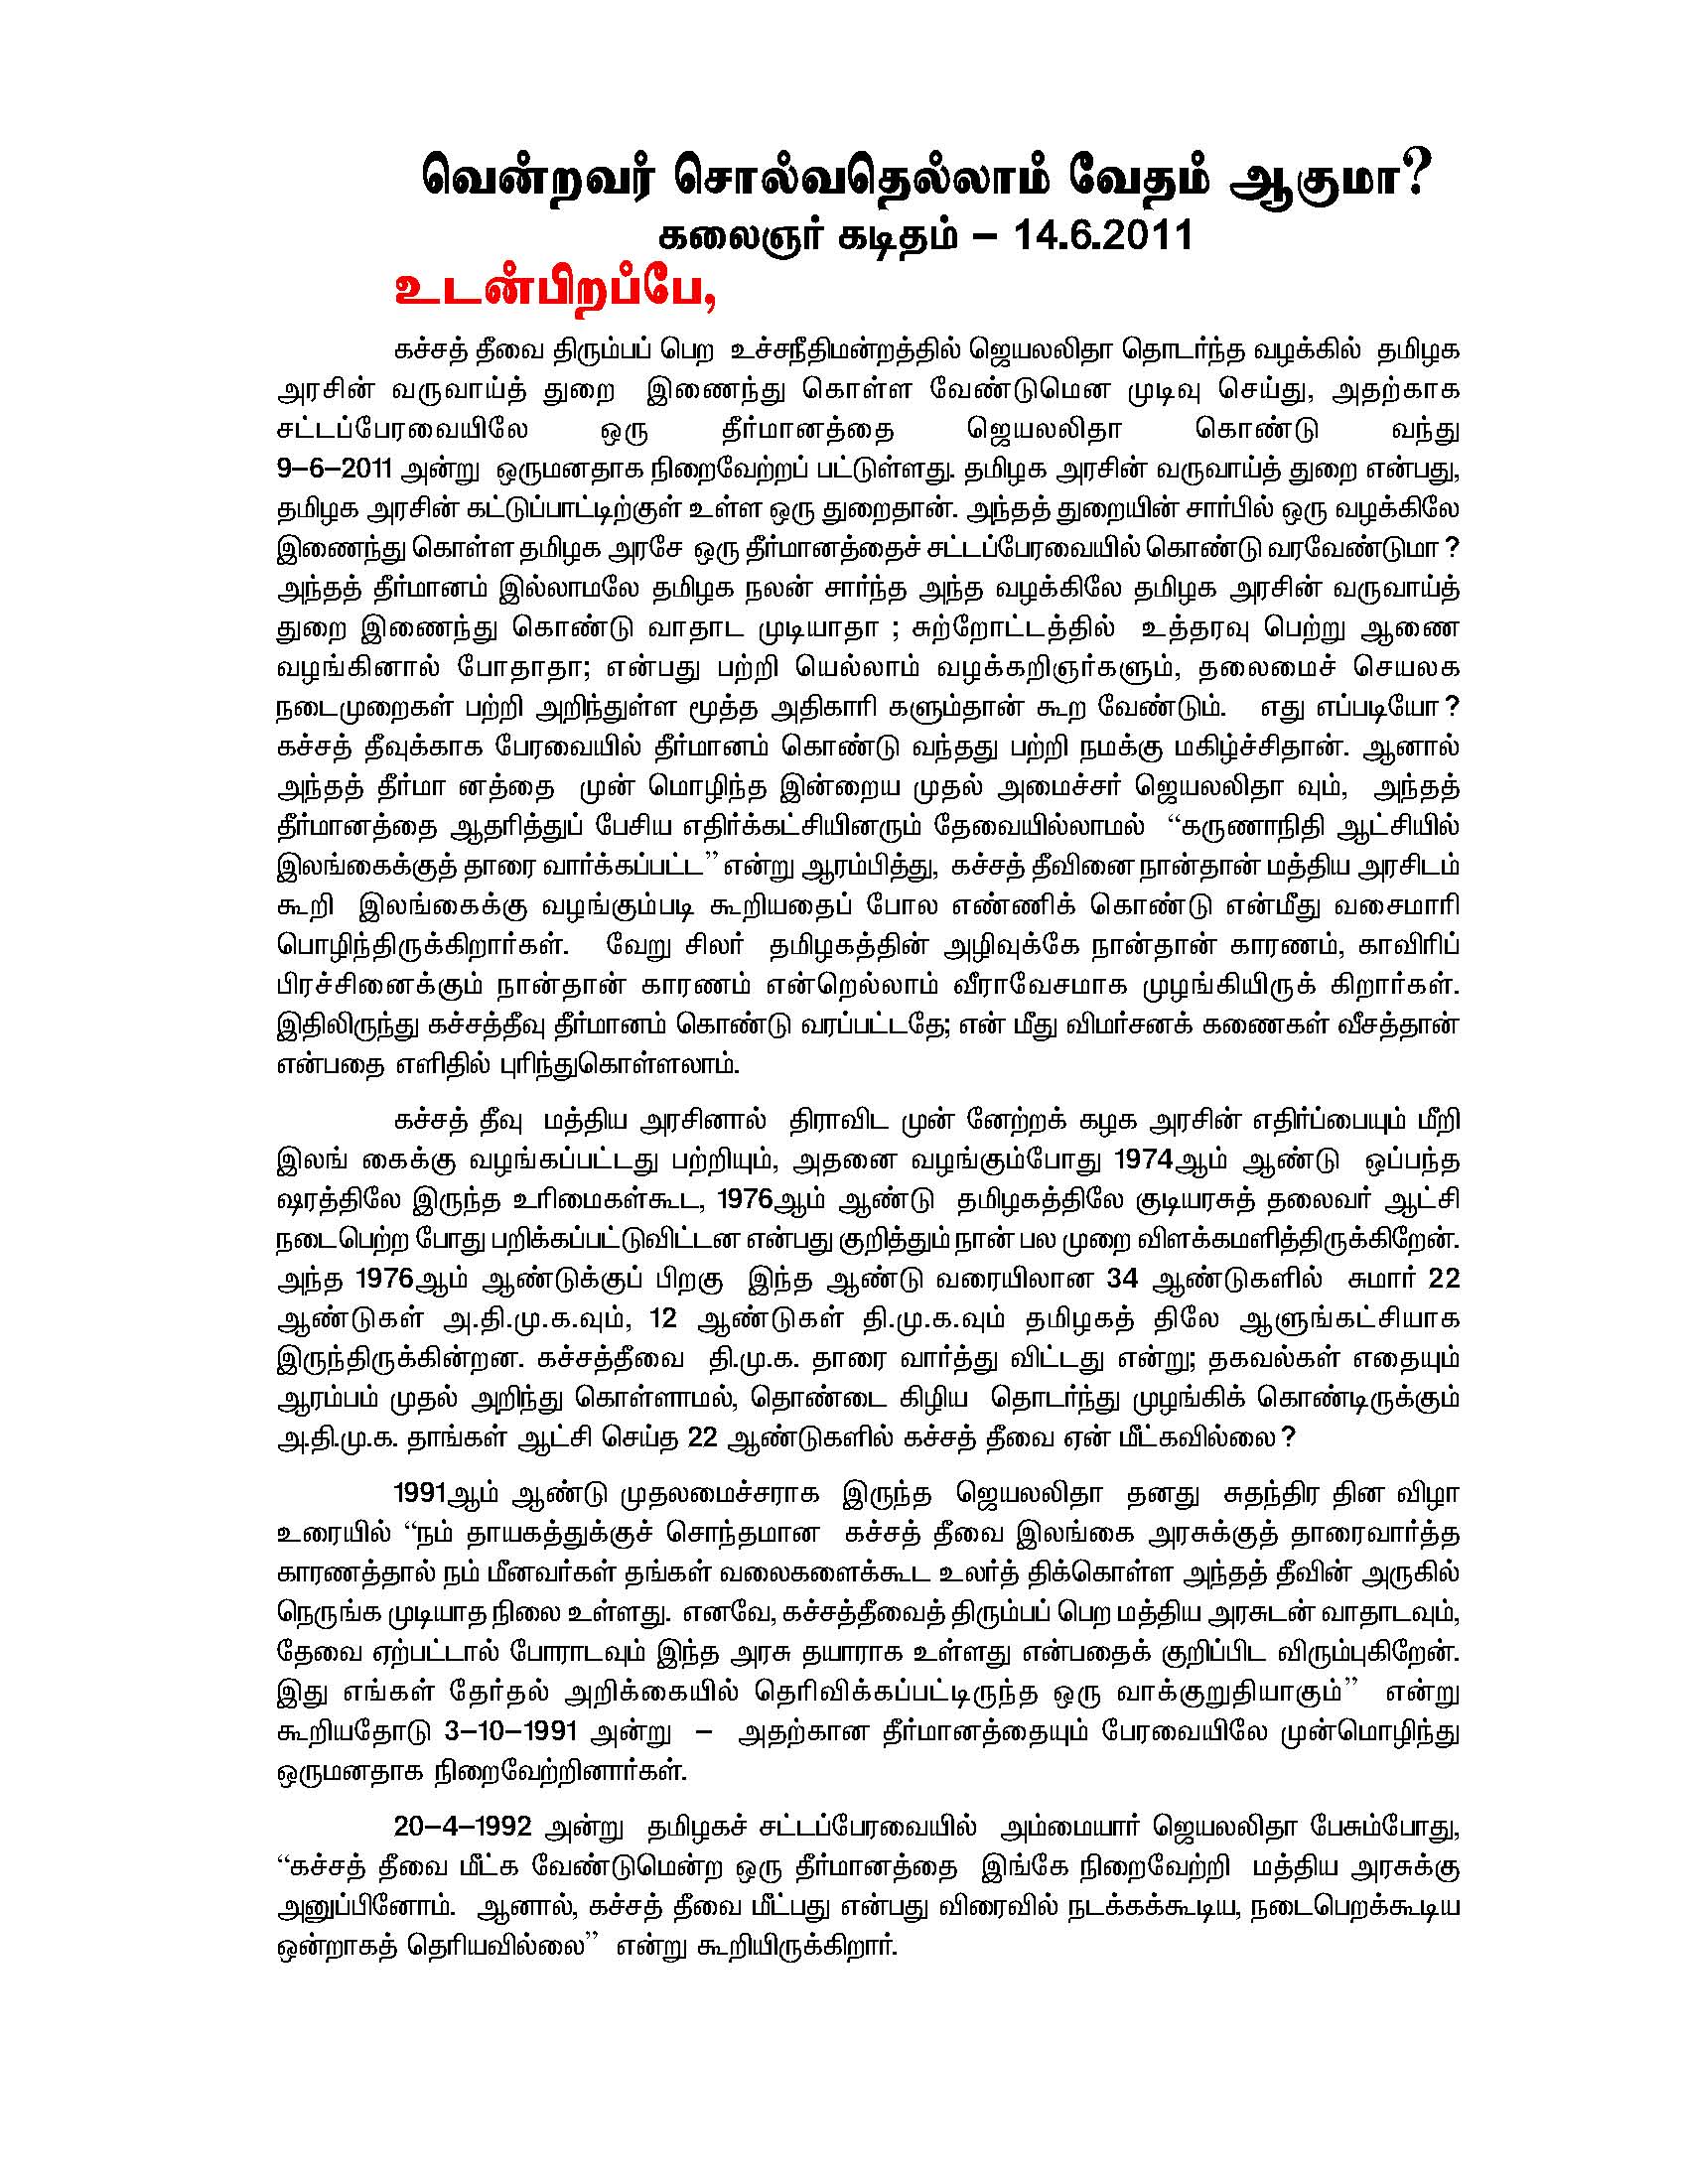 வென்றவர் சொல்வதெல்லாம் வேதம் ஆகுமா?
கலைஞர் கடிதம் – 14.6.2011
உடன்பிறப்பே,
கச்சத் தீவை திரும்பப் பெற உச்சநீதிமன்றத்தில் ஜெயலலிதா தொடர்ந்த வழக்கில் தமிழக
அரசின் வருவாய்த் துறை இணைந்து கொள்ள வேண்டுமென முடிவு செய்து, அதற்காக
சட்டப்பேரவையிலே ஒரு தீர்மானத்தை ஜெயலலிதா கொண்டு வந்து
9–6–2011 அன்று ஒருமனதாக நிறைவேற்றப் பட்டுள்ளது. தமிழக அரசின் வருவாய்த் துறை என்பது,
தமிழக அரசின் கட்டுப்பாட்டிற்குள் உள்ள ஒரு துறைதான். அந்தத் துறையின் சார்பில் ஒரு வழக்கிலே
இணைந்து கொள்ள தமிழக அரசே ஒரு தீர்மானத்தைச் சட்டப்பேரவையில் கொண்டு வரவேண்டுமா ?
அந்தத் தீர்மானம் இல்லாமலே தமிழக நலன் சார்ந்த அந்த வழக்கிலே தமிழக அரசின் வருவாய்த்
துறை இணைந்து கொண்டு வாதாட முடியாதா ; சுற்றோட்டத்தில் உத்தரவு பெற்று ஆணை
வழங்கினால் போதாதா; என்பது பற்றி யெல்லாம் வழக்கறிஞர்களும், தலைமைச் செயலக
நடைமுறைகள் பற்றி அறிந்துள்ள மூத்த அதிகாரி களும்தான் கூற வேண்டும். எது எப்படியோ ?
கச்சத் தீவுக்காக பேரவையில் தீர்மானம் கொண்டு வந்தது பற்றி நமக்கு மகிழ்ச்சிதான். ஆனால்
அந்தத் தீர்மா னத்தை முன் மொழிந்த இன்றைய முதல் அமைச்சர் ஜெயலலிதா வும், அந்தத்
தீர்மானத்தை ஆதரித்துப் பேசிய எதிர்க்கட்சியினரும் தேவையில்லாமல் “கருணாநிதி ஆட்சியில்
இலங்கைக்குத் தாரை வார்க்கப்பட்ட” என்று ஆரம்பித்து, கச்சத் தீவினை நான்தான் மத்திய அரசிடம்
கூறி இலங்கைக்கு வழங்கும்படி கூறியதைப் போல எண்ணிக் கொண்டு என்மீது வசைமாரி
பொழிந்திருக்கிறார்கள். வேறு சிலர் தமிழகத்தின் அழிவுக்கே நான்தான் காரணம், காவிரிப்
பிரச்சினைக்கும் நான்தான் காரணம் என்றெல்லாம் வீராவேசமாக முழங்கியிருக் கிறார்கள்.
இதிலிருந்து கச்சத்தீவு தீர்மானம் கொண்டு வரப்பட்டதே; என் மீது விமர்சனக் கணைகள் வீசத்தான்
என்பதை எளிதில் புரிந்துகொள்ளலாம்.
கச்சத் தீவு மத்திய அரசினால் திராவிட முன் னேற்றக் கழக அரசின் எதிர்ப்பையும் மீறி
இலங் கைக்கு வழங்கப்பட்டது பற்றியும், அதனை வழங்கும்போது 1974ஆம் ஆண்டு ஒப்பந்த
ஷரத்திலே இருந்த உரிமைகள்கூட, 1976ஆம் ஆண்டு தமிழகத்திலே குடியரசுத் தலைவர் ஆட்சி
நடைபெற்ற போது பறிக்கப்பட்டுவிட்டன என்பது குறித்தும் நான் பல முறை விளக்கமளித்திருக்கிறேன்.
அந்த 1976ஆம் ஆண்டுக்குப் பிறகு இந்த ஆண்டு வரையிலான 34 ஆண்டுகளில் சுமார் 22
ஆண்டுகள் அ.தி.மு.க.வும், 12 ஆண்டுகள் தி.மு.க.வும் தமிழகத் திலே ஆளுங்கட்சியாக
இருந்திருக்கின்றன. கச்சத்தீவை தி.மு.க. தாரை வார்த்து விட்டது என்று; தகவல்கள் எதையும்
ஆரம்பம் முதல் அறிந்து கொள்ளாமல், தொண்டை கிழிய தொடர்ந்து முழங்கிக் கொண்டிருக்கும்
அ.தி.மு.க. தாங்கள் ஆட்சி செய்த 22 ஆண்டுகளில் கச்சத் தீவை ஏன் மீட்கவில்லை ?
1991ஆம் ஆண்டு முதலமைச்சராக இருந்த ஜெயலலிதா தனது சுதந்திர தின விழா
உரையில் “நம் தாயகத்துக்குச் சொந்தமான கச்சத் தீவை இலங்கை அரசுக்குத் தாரைவார்த்த
காரணத்தால் நம் மீனவர்கள் தங்கள் வலைகளைக்கூட உலர்த் திக்கொள்ள அந்தத் தீவின் அருகில்
நெருங்க முடியாத நிலை உள்ளது. எனவே, கச்சத்தீவைத் திரும்பப் பெற மத்திய அரசுடன் வாதாடவும்,
தேவை ஏற்பட்டால் போராடவும் இந்த அரசு தயாராக உள்ளது என்பதைக் குறிப்பிட விரும்புகிறேன்.
இது எங்கள் தேர்தல் அறிக்கையில் தெரிவிக்கப்பட்டிருந்த ஒரு வாக்குறுதியாகும்” என்று
கூறியதோடு 3–10–1991 அன்று – அதற்கான தீர்மானத்தையும் பேரவையிலே முன்மொழிந்து
ஒருமனதாக நிறைவேற்றினார்கள்.
20–4–1992 அன்று தமிழகச் சட்டப்பேரவையில் அம்மையார் ஜெயலலிதா பேசும்போது,
“கச்சத் தீவை மீட்க வேண்டுமென்ற ஒரு தீர்மானத்தை இங்கே நிறைவேற்றி மத்திய அரசுக்கு
அனுப்பினோம். ஆனால், கச்சத் தீவை மீட்பது என்பது விரைவில் நடக்கக்கூடிய, நடைபெறக்கூடிய
ஒன்றாகத் தெரியவில்லை” என்று கூறியிருக்கிறார்.